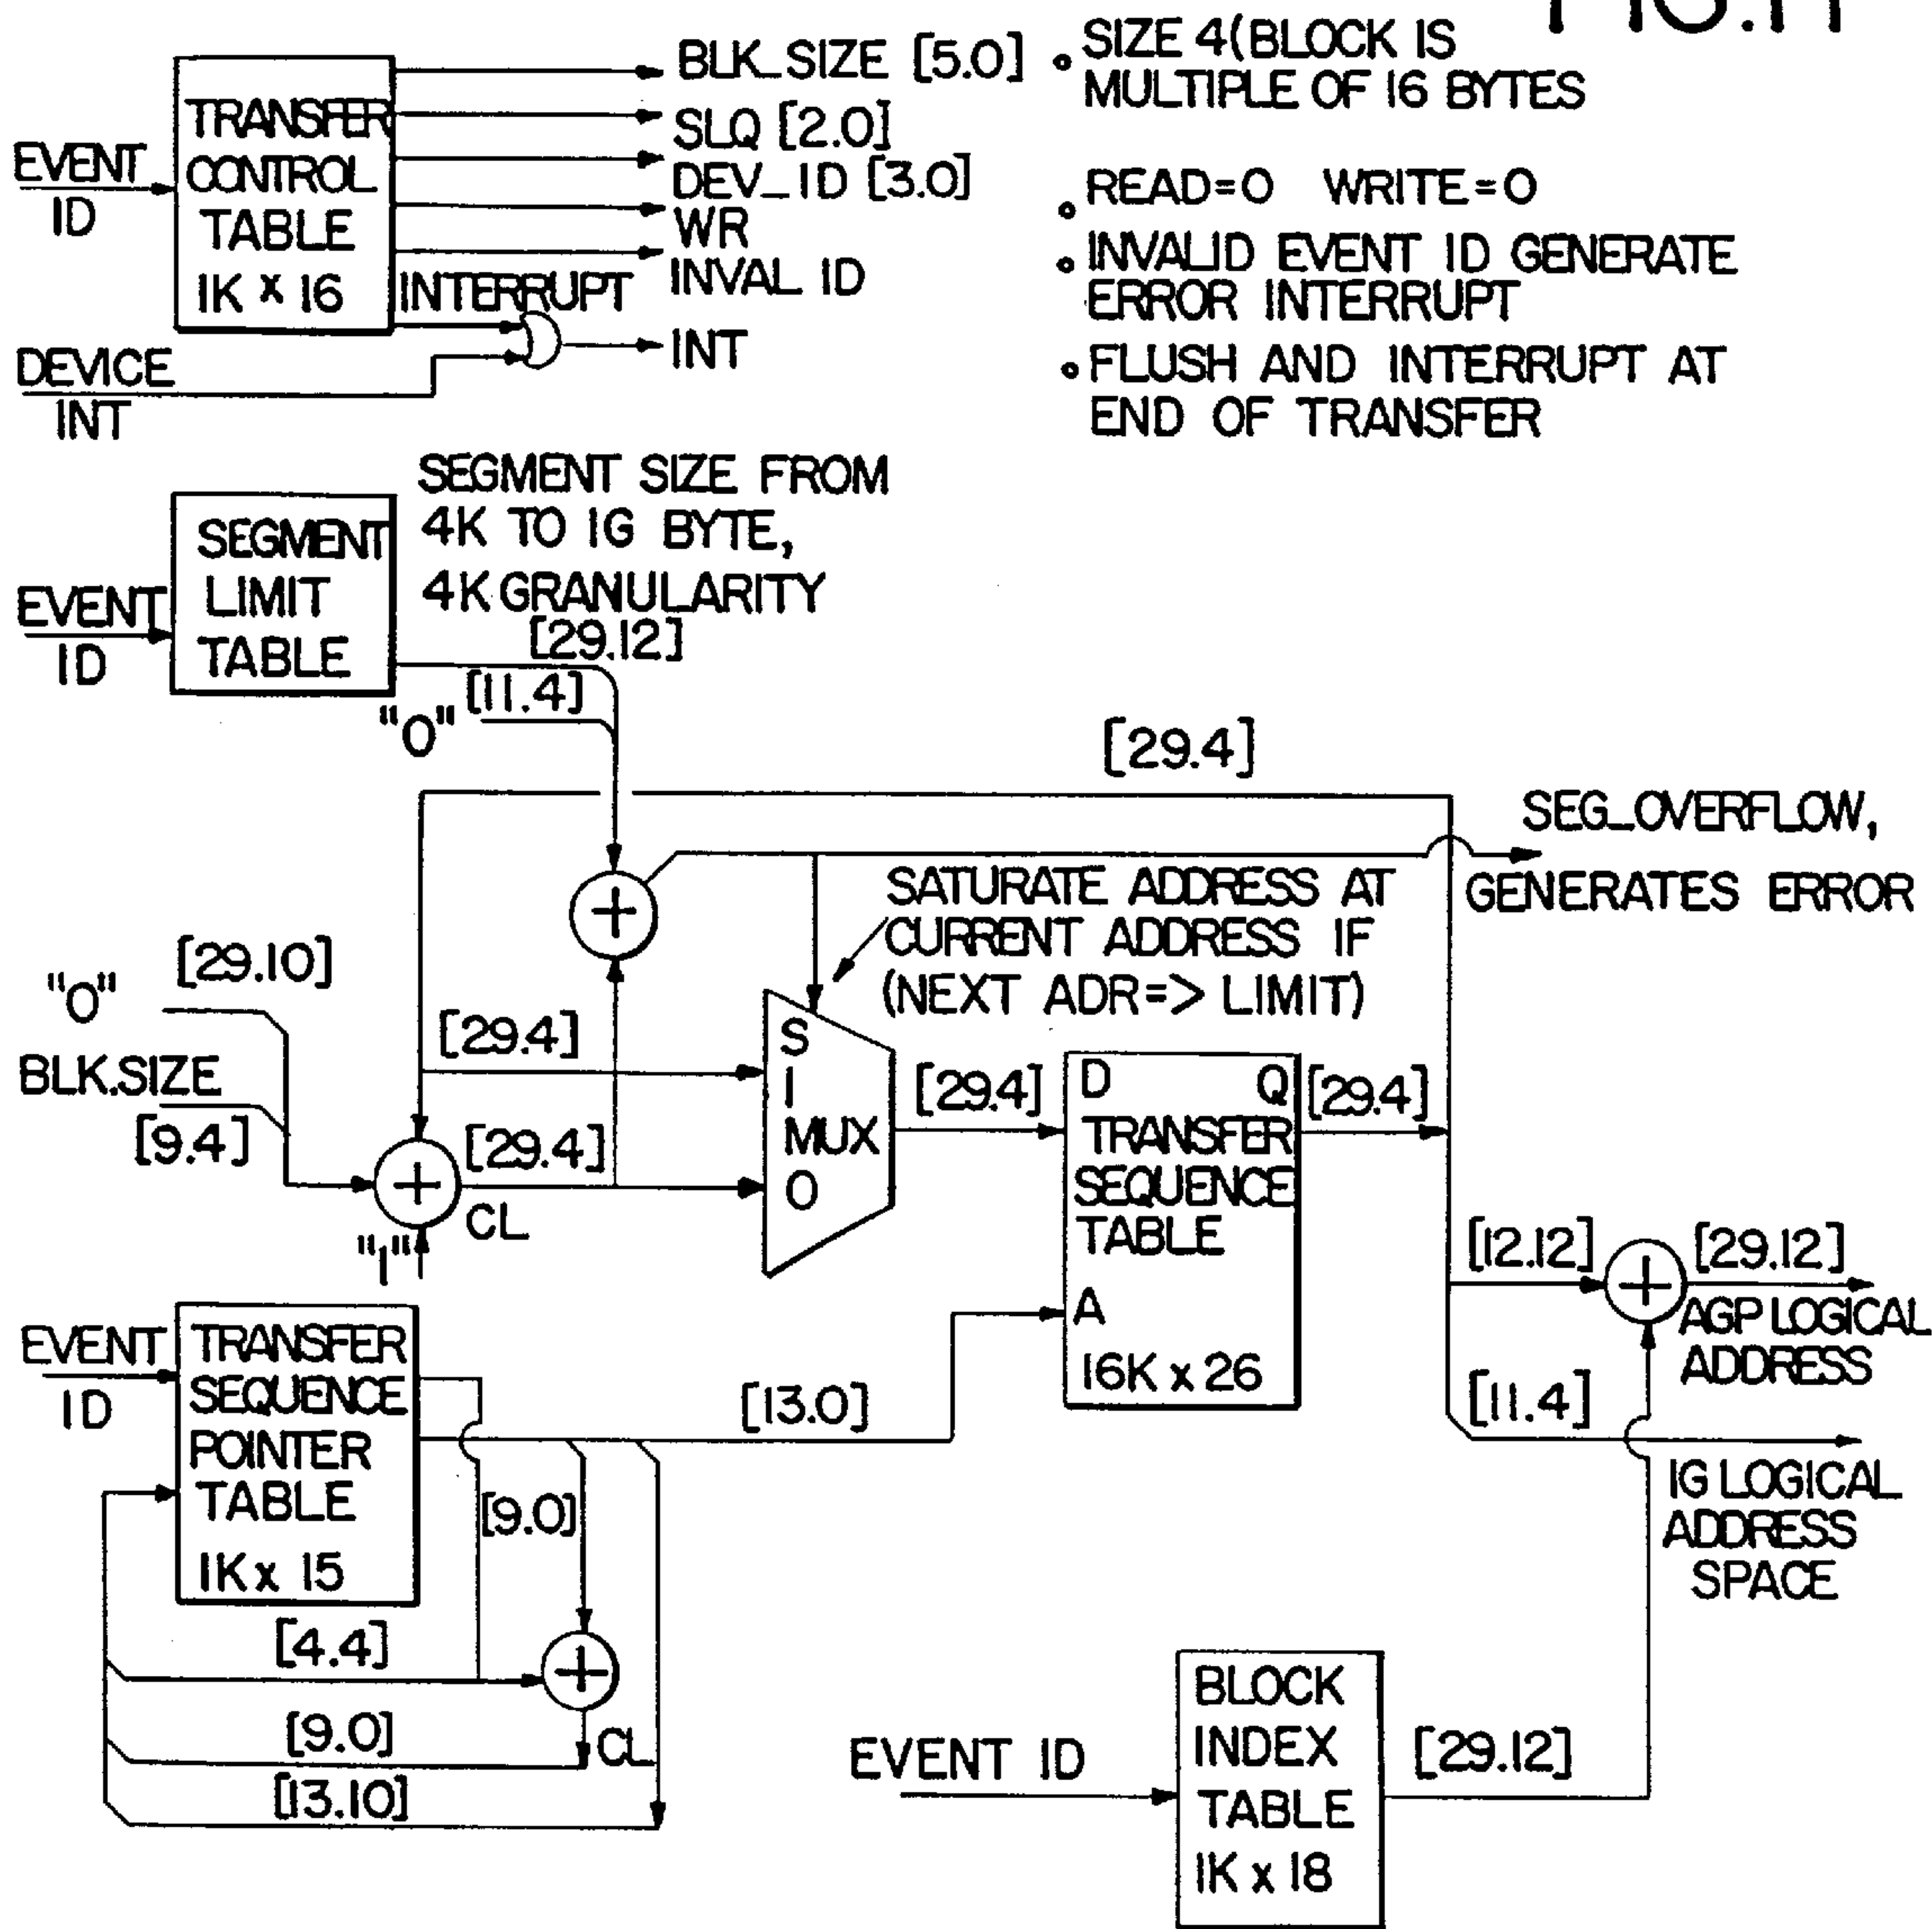 BLK_SIZE [5.0]
SLQ [2.0]
DEV_ID [3.0]
WR
INVAL ID
INT
SIZE 4(BLOCK IS
MULTIPLE OF 16 BYTES
READ=0 WRITE=0
INVALID EVENT ID GENERATE
ERROR INTERRUPT
FLUSH AND INTERRUPT AT
END OF TRANSFER
EVENT
ID
TRANSFER
CONTROL
TABLE
1K x 16
INTERRUPT
DEVICE
INT
SEGMENT SIZE FROM
4K TO 1G BYTE,
4K GRANULARITY
[29.12]
EVENT
ID
SEGMENT
LIMIT
TABLE
[11.4]
"0"
[29.4]
SEG_OVERFLOW,
GENERATES ERROR
SATURATE ADDRESS AT
CURRENT ADDRESS IF
(NEXT ADR=> LIMIT)
"0"
[29.10]
BLK.SIZE
[9.4]
[29.4]
[29.4]
CL
"1"
S
I
MUX
O
[29.4]
D Q
TRANSFER
SEQUENCE
TABLE
A
16K x 26
[29.4]
[12.12]
[29.12]
AGP LOGICAL
ADDRESS
[11.4]
1G LOGICAL
ADDRESS
SPACE
EVENT
ID
TRANSFER
SEQUENCE
POINTER
TABLE
1K x 15
[13.0]
[9.0]
[4.4]
[9.0]
CL
[13.10]
EVENT ID
BLOCK
INDEX
TABLE
1K x 18
[29.12]